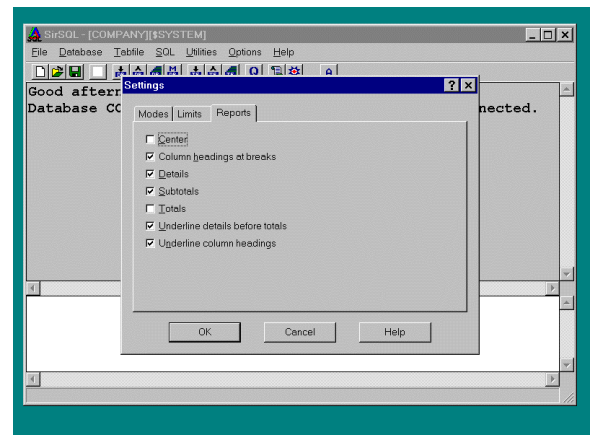 SirSQL - [COMPANY][$SYSTEM]
File Database Tabfile SQL Utilities Options Help
Good after
Database CO
nected.
Settings
Modes Limits Reports
Center
Column headings at breaks
Details
Subtotals
Totals
Underline details before totals
Underline column headings
OK Cancel Help